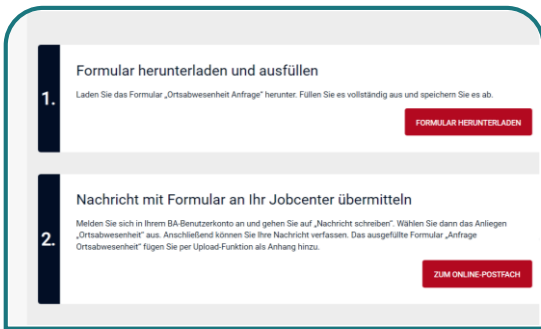 Formular herunterladen und ausfüllen
1.
Laden Sie das Formular „Ortsabwesenheit Anfrage" herunter. Füllen Sie es vollständig aus und speichern Sie es ab.
FORMULAR HERUNTERLADEN
Nachricht mit Formular an Ihr Jobcenter übermitteln
2.
Melden Sie sich in Ihrem BA-Benutzerkonto an und gehen Sie auf „Nachricht schreiben". Wählen Sie dann das Anliegen
„Ortsabwesenheit" aus. Anschließend können Sie Ihre Nachricht verfassen. Das ausgefüllte Formular „Anfrage
Ortsabwesenheit" fügen Sie per Upload-Funktion als Anhang hinzu.
ZUM ONLINE-POSTFACH